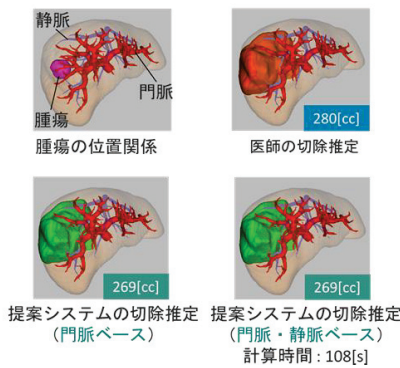 静脈
門脈
腫瘍
腫瘍の位置関係
280[cc]
医師の切除推定
269[cc]
提案システムの切除推定
（門脈ベース）
269[cc]
提案システムの切除推定
（門脈・静脈ベース）
計算時間：108[s]